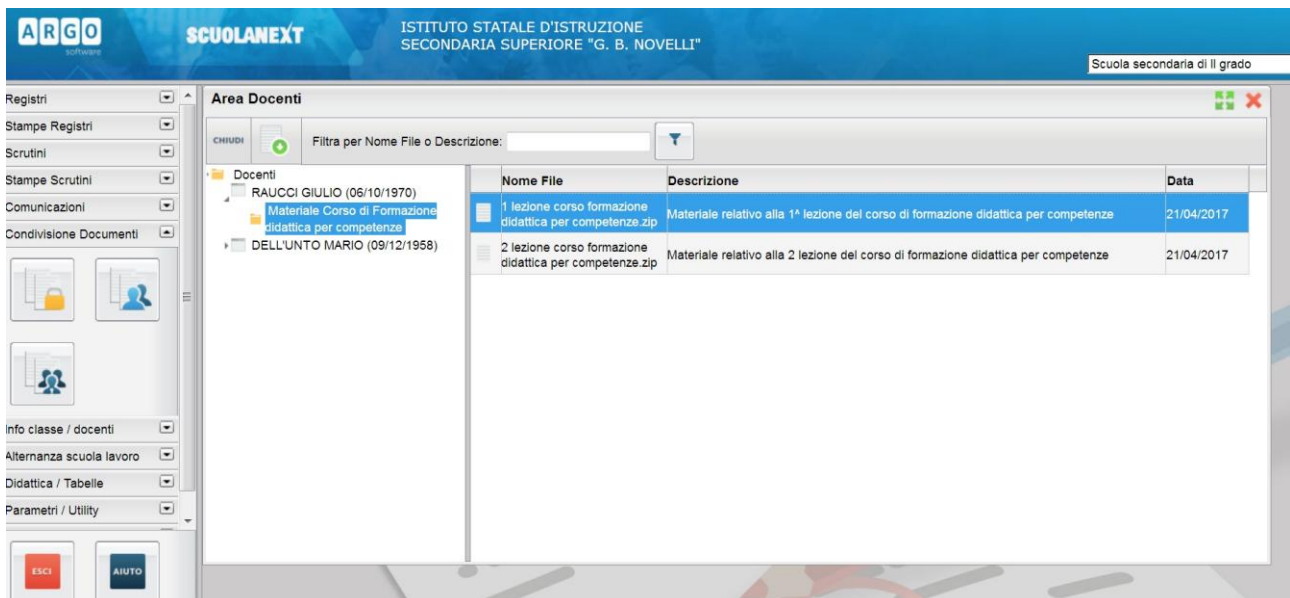 ARGO
software
SCUOLANEXT
ISTITUTO STATALE D'ISTRUZIONE
SECONDARIA SUPERIORE "G. B. NOVELLI"
Scuola secondaria di II grado
Registri
Stampe Registri
Scrutini
Stampe Scrutini
Comunicazioni
Condivisione Documenti
Info classe / docenti
Alternanza scuola lavoro
Didattica / Tabelle
Parametri / Utility
ESCI
AIUTO
Area Docenti
CHIUDI
Filtra per Nome File o Descrizione:
Docenti
RAUCCI GIULIO (06/10/1970)
Materiale Corso di Formazione
didattica per competenze
DELL'UNTO MARIO (09/12/1958)
Nome File Descrizione Data
1 lezione corso formazione
didattica per competenze.zip
Materiale relativo alla 1^ lezione del corso di formazione didattica per competenze
21/04/2017
2 lezione corso formazione
didattica per competenze.zip
Materiale relativo alla 2 lezione del corso di formazione didattica per competenze
21/04/2017